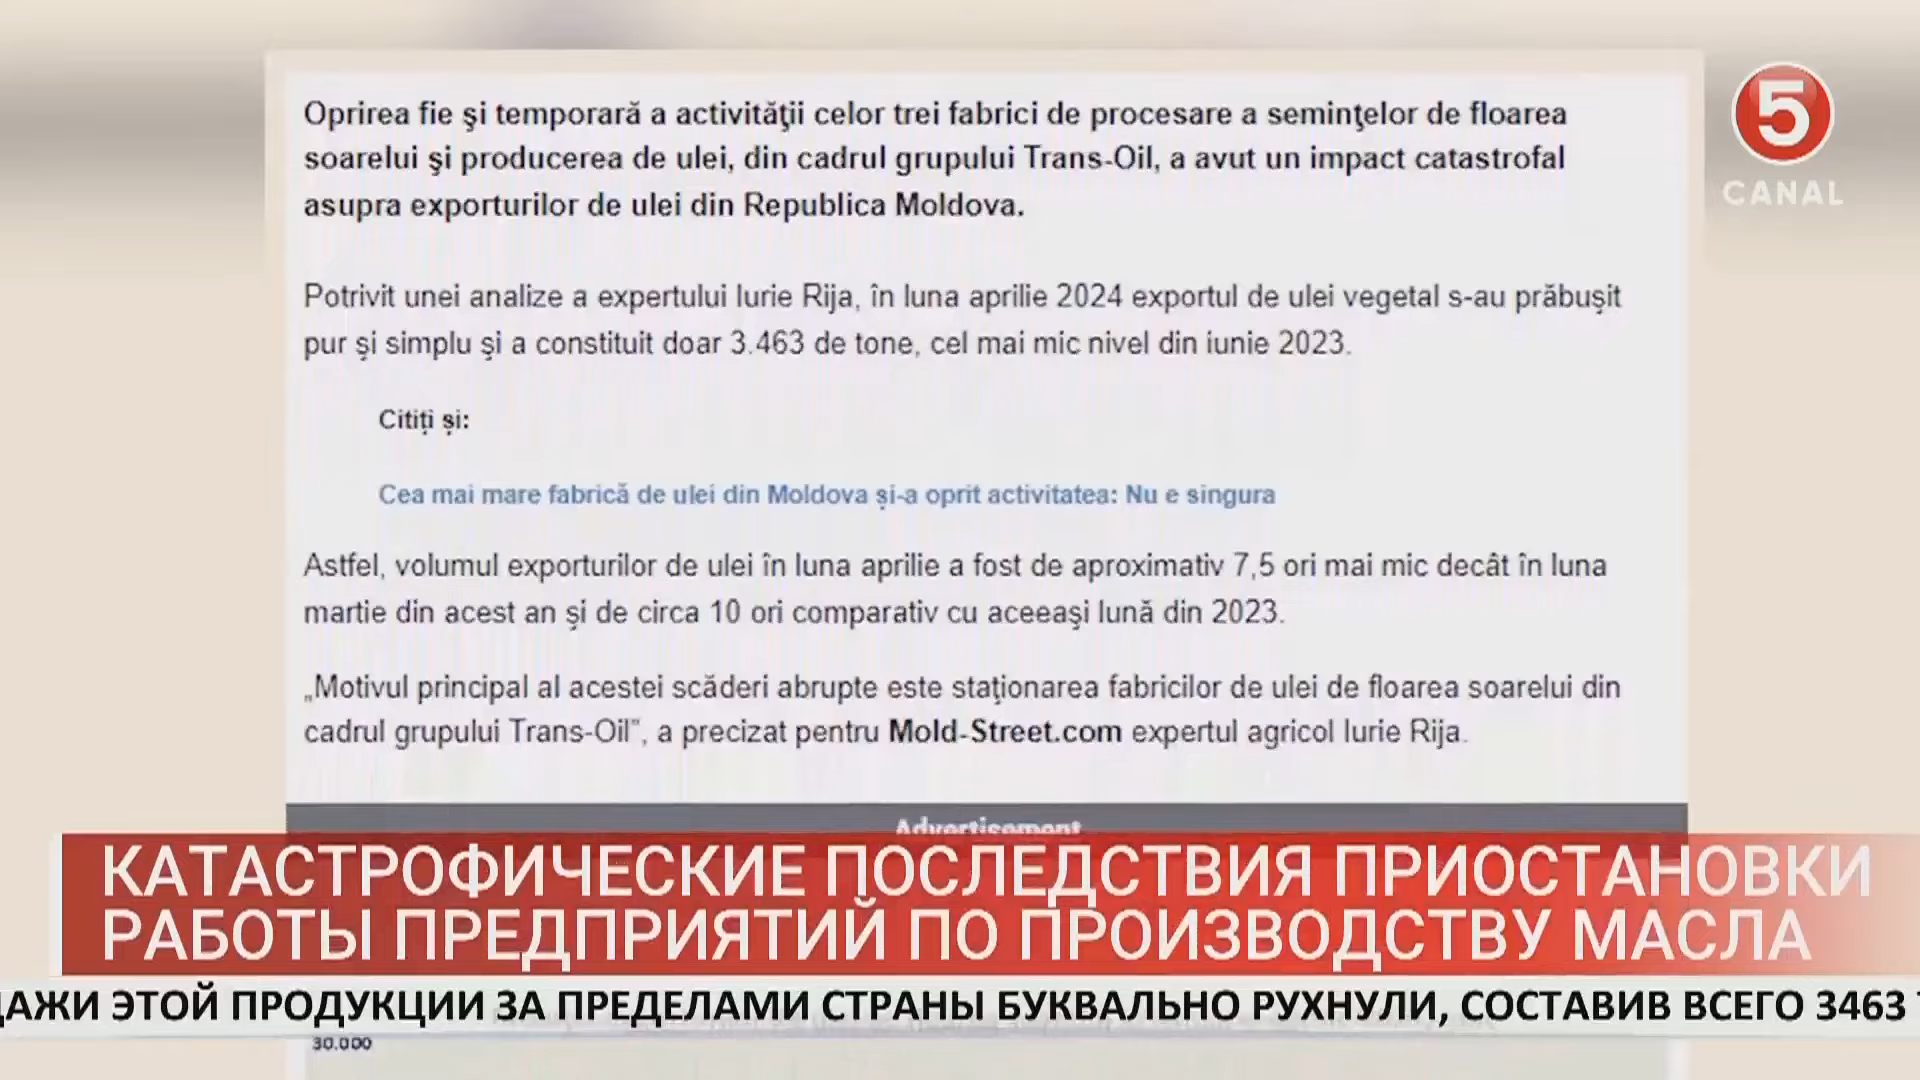 Oprirea fie şi temporară a activităţii celor trei fabrici de procesare a seminţelor de floarea
soarelui şi producerea de ulei, din cadrul grupului Trans-Oil, a avut un impact catastrofal
asupra exporturilor de ulei din Republica Moldova.
5
CANAL
Potrivit unei analize a expertului Iurie Rija, în luna aprilie 2024 exportul de ulei vegetal s-au prăbuşit
pur şi simplu şi a constituit doar 3.463 de tone, cel mai mic nivel din iunie 2023.
Citiți și:
Cea mai mare fabrică de ulei din Moldova și-a oprit activitatea: Nu e singura
Astfel, volumul exporturilor de ulei în luna aprilie a fost de aproximativ 7,5 ori mai mic decât în luna
martie din acest an şi de circa 10 ori comparativ cu aceeaşi lună din 2023.
„Motivul principal al acestei scăderi abrupte este staţionarea fabricilor de ulei de floarea soarelui din
cadrul grupului Trans-Oil”, a precizat pentru Mold-Street.com expertul agricol Iurie Rija.
Advertisement
КАТАСТРОФИЧЕСКИЕ ПОСЛЕДСТВИЯ ПРИОСТАНОВКИ
РАБОТЫ ПРЕДПРИЯТИЙ ПО ПРОИЗВОДСТВУ МАСЛА
ДАЖИ ЭТОЙ ПРОДУКЦИИ ЗА ПРЕДЕЛАМИ СТРАНЫ БУКВАЛЬНО РУХНУЛИ, СОСТАВИВ ВСЕГО 3463
30.000